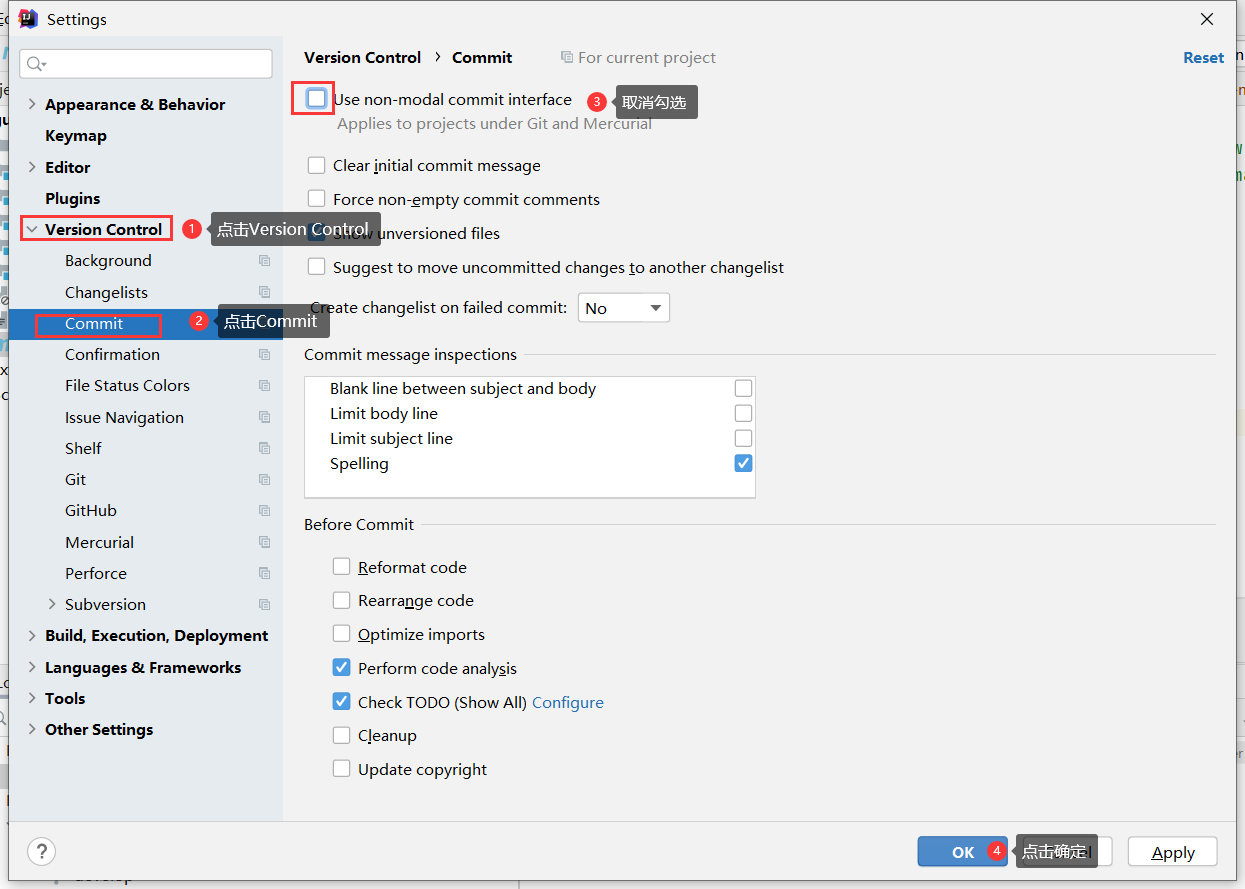 Settings
Version Control › Commit For current project Reset
Appearance & Behavior
Keymap
Editor
Plugins
Version Control
1 点击Version Control
Background
Changelists
Commit
2 点击Commit
Confirmation
File Status Colors
Issue Navigation
Shelf
Git
GitHub
Mercurial
Perforce
Subversion
Build, Execution, Deployment
Languages & Frameworks
Tools
Other Settings
Use non-modal commit interface
3 取消勾选
Applies to projects under Git and Mercurial
Clear initial commit message
Force non-empty commit comments
Show unversioned files
Suggest to move uncommitted changes to another changelist
Create changelist on failed commit: No
Commit message inspections
Blank line between subject and body
Limit body line
Limit subject line
Spelling
Before Commit
Reformat code
Rearrange code
Optimize imports
Perform code analysis
Check TODO (Show All) Configure
Cleanup
Update copyright
?
OK
4 点击确定
Apply